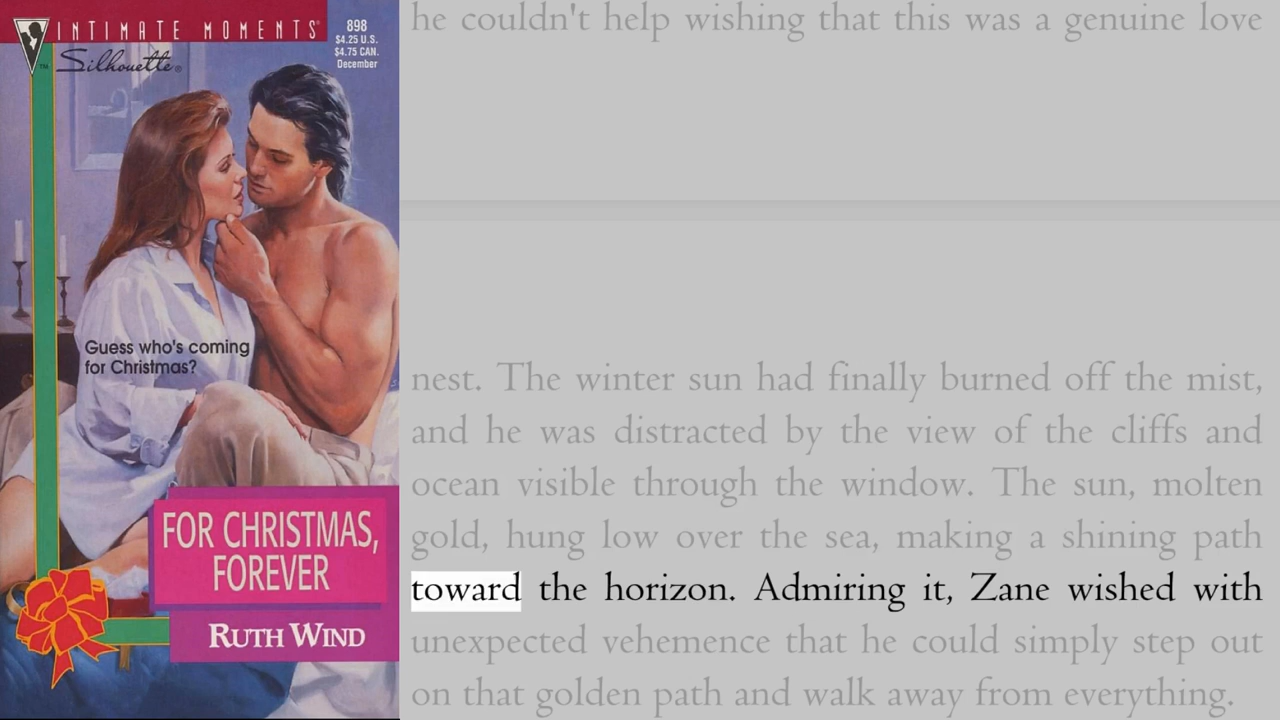 INTIMATE MOMENTS®
Silhouette®
TM
898
$4.25 U.S.
$4.75 CAN.
December
Guess who's coming
for Christmas?
FOR CHRISTMAS,
FOREVER
RUTH WIND
he couldn't help wishing that this was a genuine love
nest. The winter sun had finally burned off the mist,
and he was distracted by the view of the cliffs and
ocean visible through the window. The sun, molten
gold, hung low over the sea, making a shining path
toward the horizon. Admiring it, Zane wished with
unexpected vehemence that he could simply step out
on that golden path and walk away from everything.